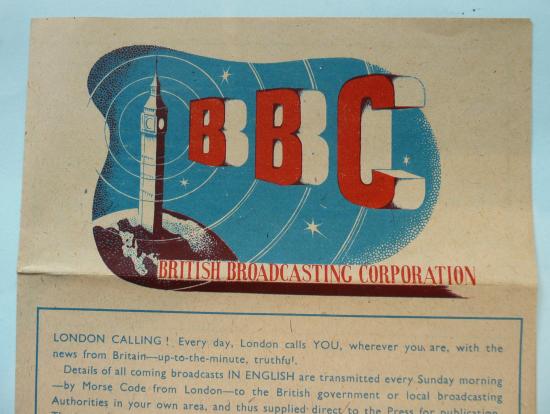 BBC
BRITISH BROADCASTING CORPORATION
LONDON CALLING! Every day, London calls YOU, wherever you are, with the
news from Britain—up-to-the-minute, truthful.
Details of all coming broadcasts IN ENGLISH are transmitted every Sunday morning
—by Morse Code from London—to the British government or local broadcasting
Authorities in your own area, and thus supplied direct to the Press for publication.